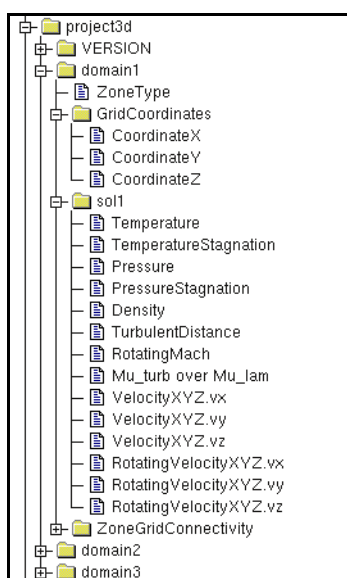 project3d
VERSION
domain1
ZoneType
GridCoordinates
CoordinateX
CoordinateY
CoordinateZ
sol1
Temperature
TemperatureStagnation
Pressure
PressureStagnation
Density
TurbulentDistance
RotatingMach
Mu_turb over Mu_lam
VelocityXYZ.vx
VelocityXYZ.vy
VelocityXYZ.vz
RotatingVelocityXYZ.vx
RotatingVelocityXYZ.vy
RotatingVelocityXYZ.vz
ZoneGridConnectivity
domain2
domain3